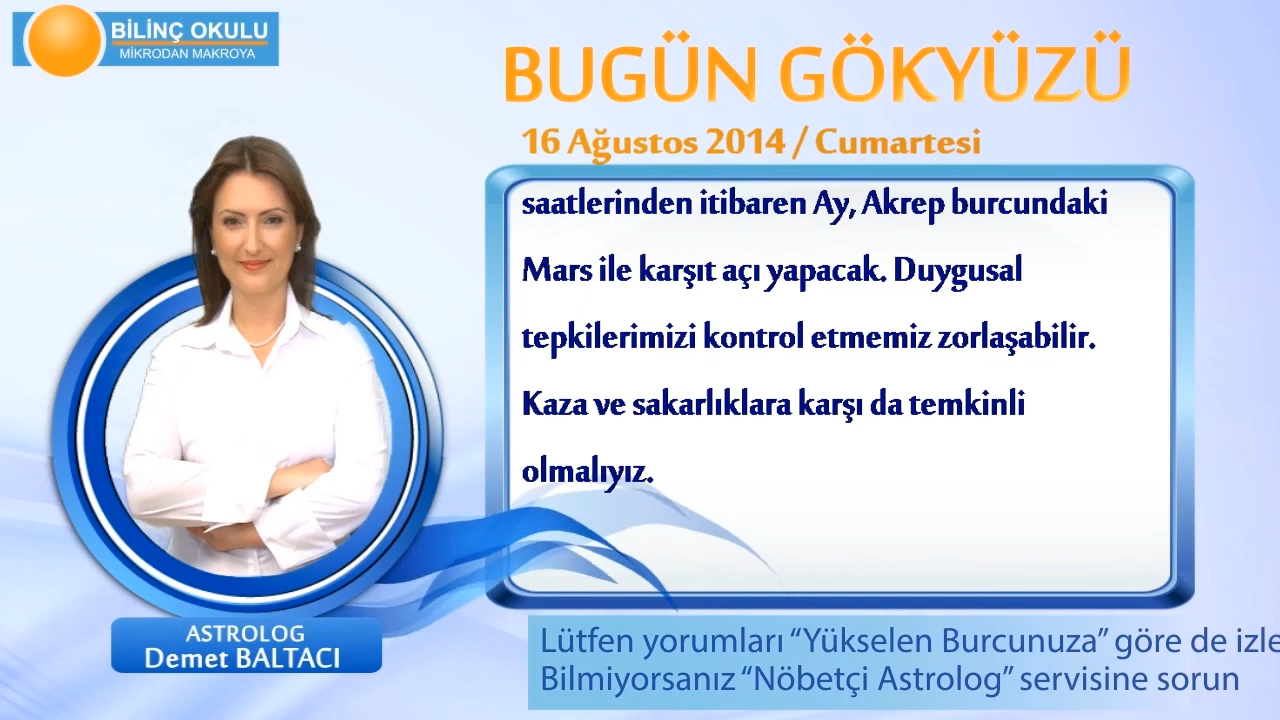 BİLİNÇ OKULU
MİKRODAN MAKROYA
BUGÜN GÖKYÜZÜ
16 Ağustos 2014 / Cumartesi
saatlerinden itibaren Ay, Akrep burcundaki
Mars ile karşıt açı yapacak. Duygusal
tepkilerimizi kontrol etmemiz zorlaşabilir.
Kaza ve sakarlıklara karşı da temkinli
olmalıyız.
ASTROLOG
Demet BALTACI
Lütfen yorumları “Yükselen Burcunuza” göre de izle
Bilmiyorsanız “Nöbetçi Astrolog” servisine sorun